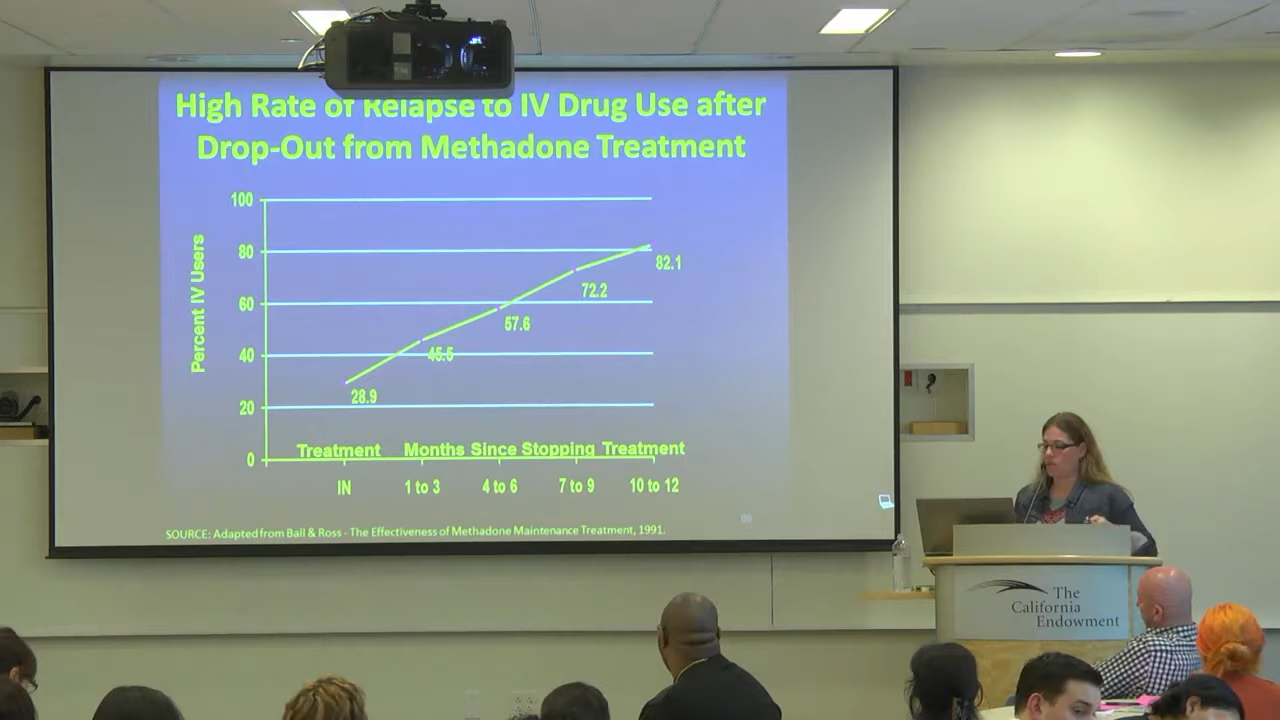 High Rate of Relapse to IV Drug Use after
Drop-Out from Methadone Treatment
Percent IV Users
100
80
60
40
20
0
28.9
45.5
57.6
72.2
82.1
Treatment Months Since Stopping Treatment
IN 1 to 3 4 to 6 7 to 9 10 to 12
SOURCE: Adapted from Ball & Ross - The Effectiveness of Methadone Maintenance Treatment, 1991.
The
California
Endowment